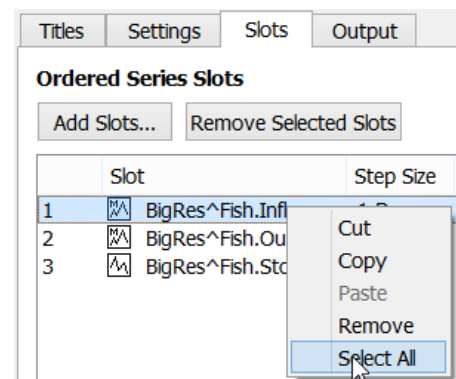 Titles Settings Slots Output
Ordered Series Slots
Add Slots... Remove Selected Slots
Slot Step Size
1 BigRes^Fish.Infl
2 BigRes^Fish.Ou
3 BigRes^Fish.Sto
Cut
Copy
Paste
Remove
Select All